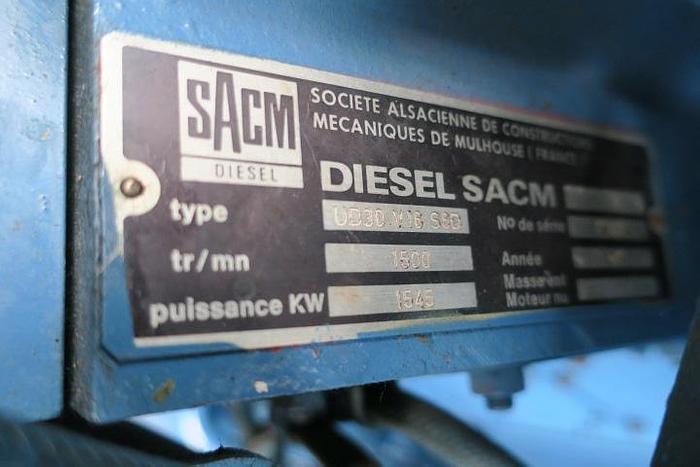 SACM
DIESEL
SOCIETE ALSACIENNE DE CONSTRUCTIONS
MECANIQUES DE MULHOUSE (FRANCE)
DIESEL SACM
type UD30.V16 S6D
No de série
tr/mn 1500
Année
puissance KW 1545
Masse
Moteur nu